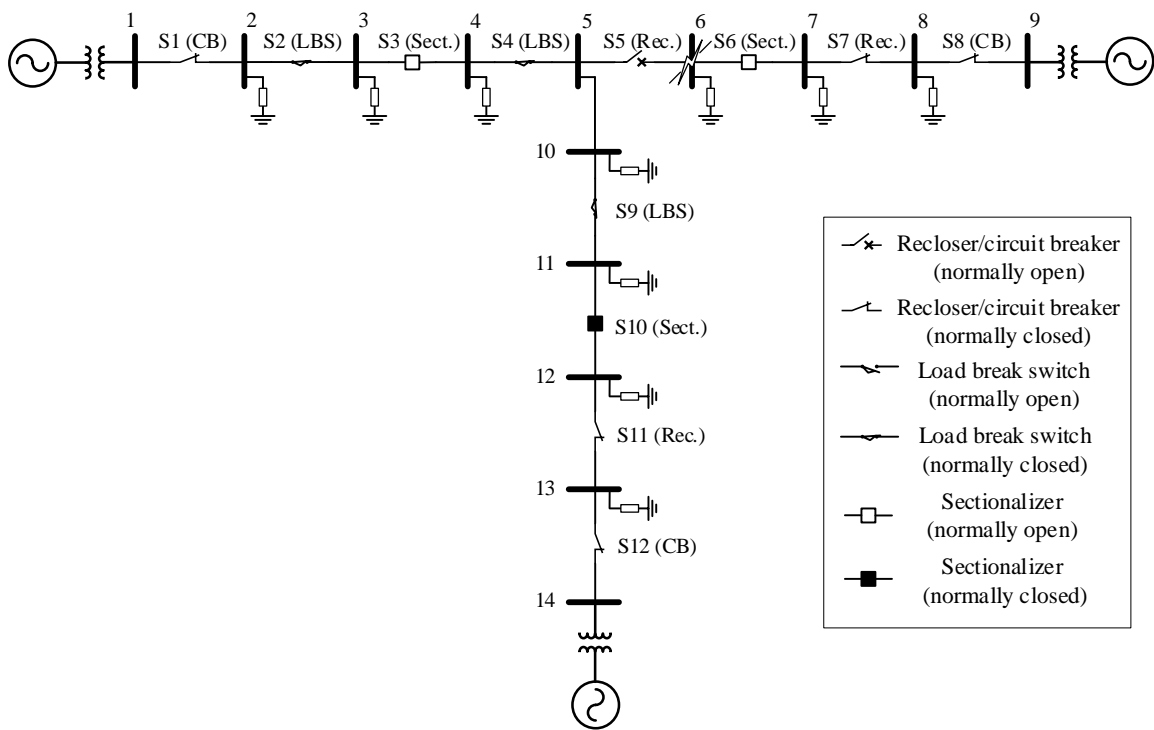 1
2
3
4
5
6
7
8
9
S1 (CB)
S2 (LBS)
S3 (Sect.)
S4 (LBS)
S5 (Rec.)
S6 (Sect.)
S7 (Rec.)
S8 (CB)
10
S9 (LBS)
11
S10 (Sect.)
12
S11 (Rec.)
13
S12 (CB)
14
Recloser/circuit breaker
(normally open)
Recloser/circuit breaker
(normally closed)
Load break switch
(normally open)
Load break switch
(normally closed)
Sectionalizer
(normally open)
Sectionalizer
(normally closed)